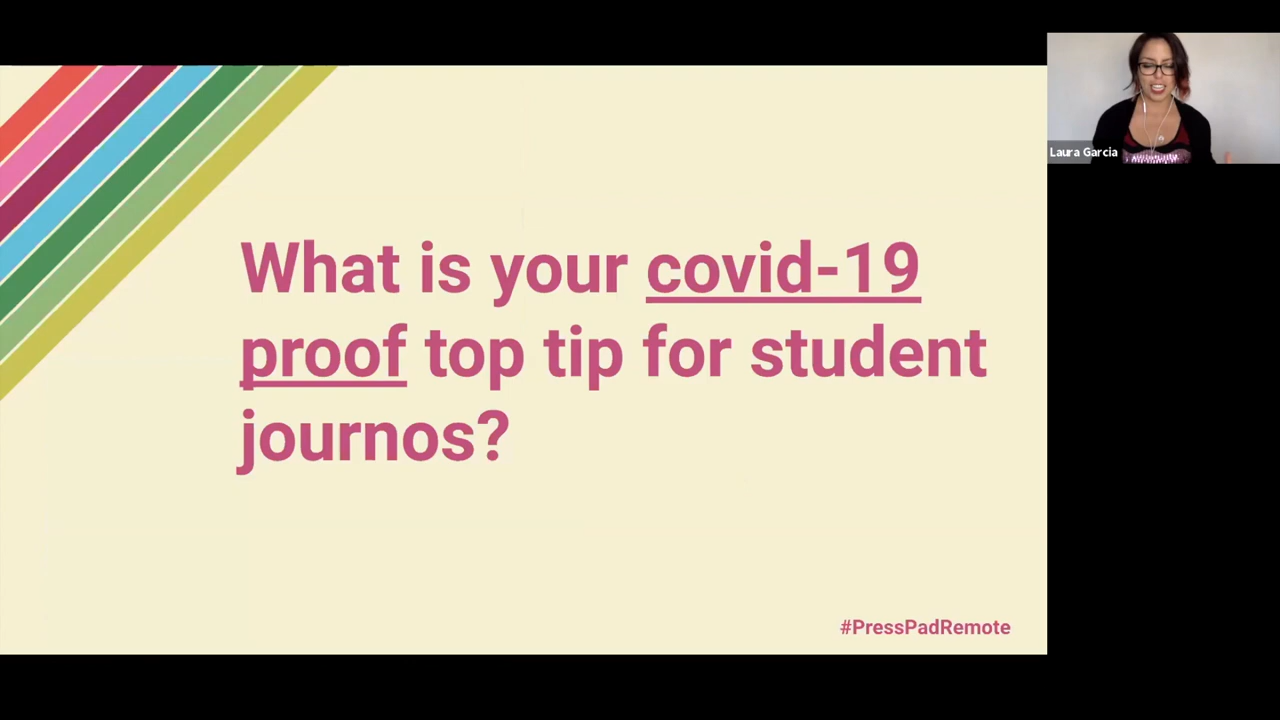 What is your covid-19
proof top tip for student
journos?
#PressPadRemote
Laura Garcia